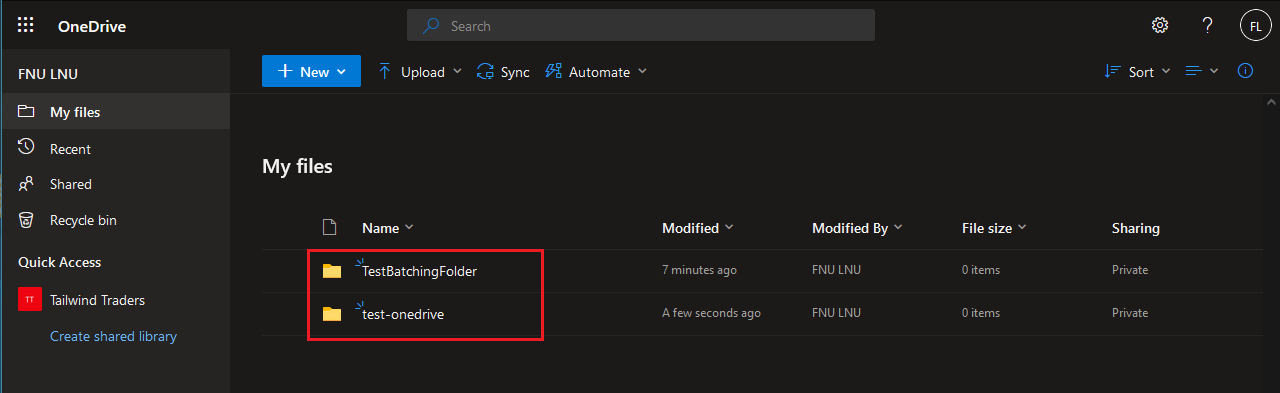 OneDrive
Search
FL
FNU LNU
My files
Recent
Shared
Recycle bin
Quick Access
TT Tailwind Traders
Create shared library
New Upload Sync Automate Sort
My files
Name Modified Modified By File size Sharing
TestBatchingFolder 7 minutes ago FNU LNU 0 items Private
test-onedrive A few seconds ago FNU LNU 0 items Private